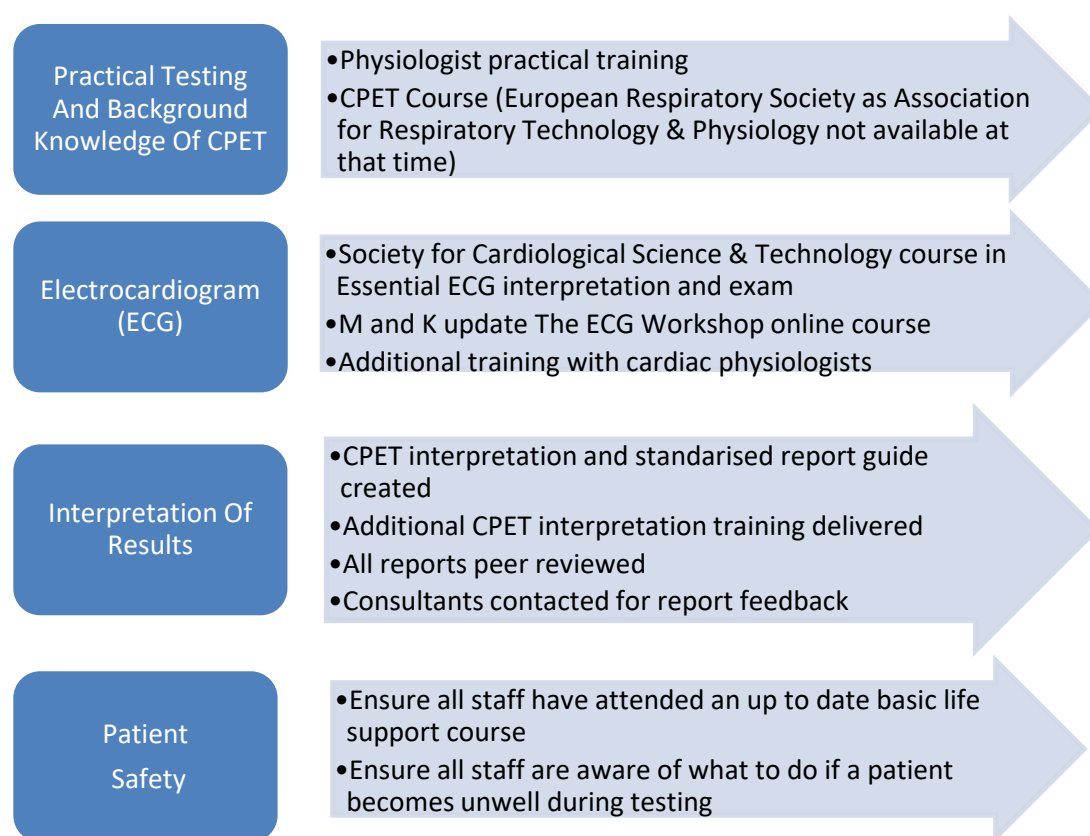 Practical Testing
And Background
Knowledge Of CPET
•Physiologist practical training
•CPET Course (European Respiratory Society as Association
for Respiratory Technology & Physiology not available at
that time)
Electrocardiogram
(ECG)
•Society for Cardiological Science & Technology course in
Essential ECG interpretation and exam
•M and K update The ECG Workshop online course
•Additional training with cardiac physiologists
Interpretation Of
Results
•CPET interpretation and standarised report guide
created
•Additional CPET interpretation training delivered
•All reports peer reviewed
•Consultants contacted for report feedback
Patient
Safety
•Ensure all staff have attended an up to date basic life
support course
•Ensure all staff are aware of what to do if a patient
becomes unwell during testing